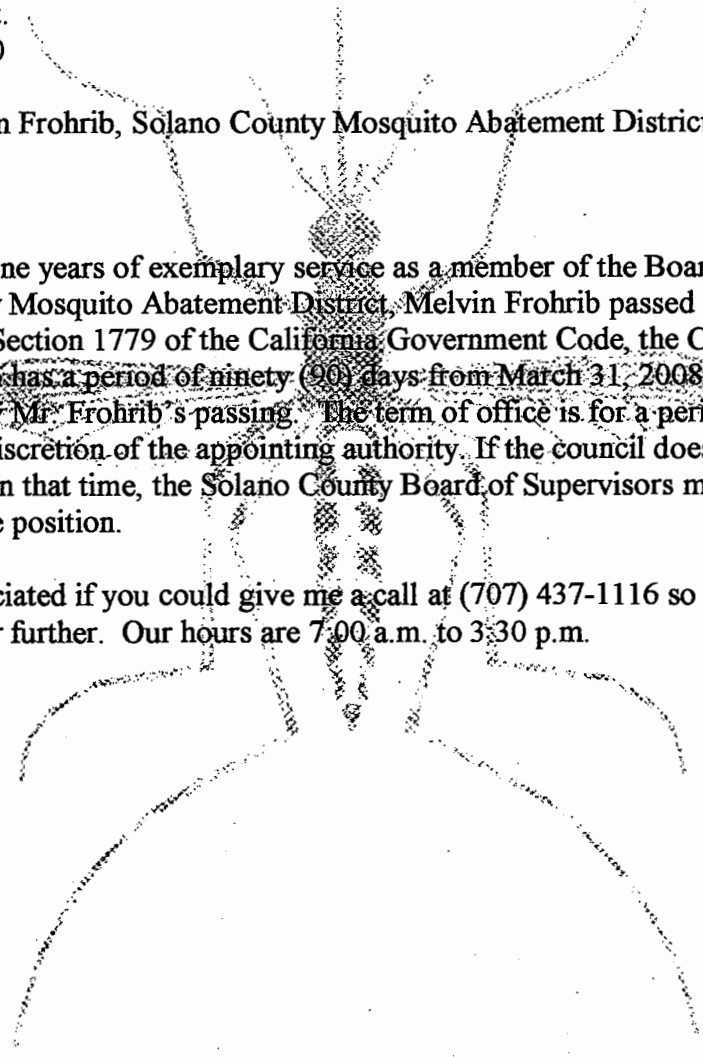 n Frohrib, Solano County Mosquito Abatement District
ne years of exemplary service as a member of the Boar
Mosquito Abatement District, Melvin Frohrib passed
Section 1779 of the California Government Code, the C
has a period of ninety (90) days from March 31, 2008
Mr. Frohrib's passing. The term of office is for a peri
iscretion of the appointing authority. If the council doe
n that time, the Solano County Board of Supervisors m
e position.
ciated if you could give me a call at (707) 437-1116 so
r further. Our hours are 7:00 a.m. to 3:30 p.m.